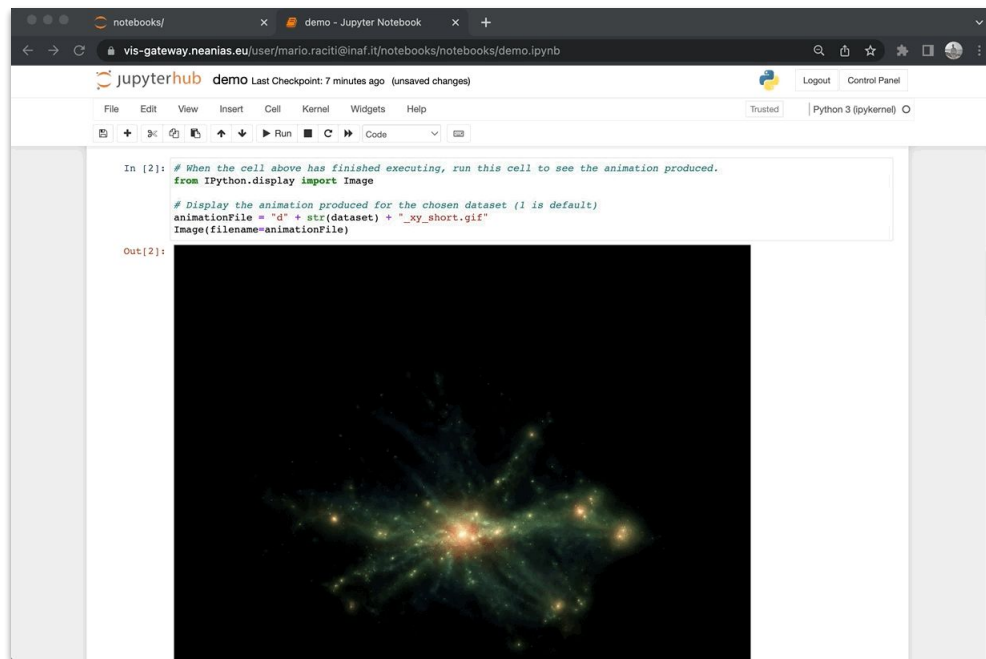 notebooks/
demo - Jupyter Notebook
vis-gateway.neanias.eu/user/mario.raciti@inaf.it/notebooks/notebooks/demo.ipynb
jupyterhub demo Last Checkpoint: 7 minutes ago (unsaved changes)
Logout Control Panel
File Edit View Insert Cell Kernel Widgets Help
Trusted Python 3 (ipykernel)
Run Code
In [2]: # When the cell above has finished executing, run this cell to see the animation produced.
from IPython.display import Image
# Display the animation produced for the chosen dataset (1 is default)
animationFile = "d" + str(dataset) + "_xy_short.gif"
Image(filename=animationFile)
Out[2]: